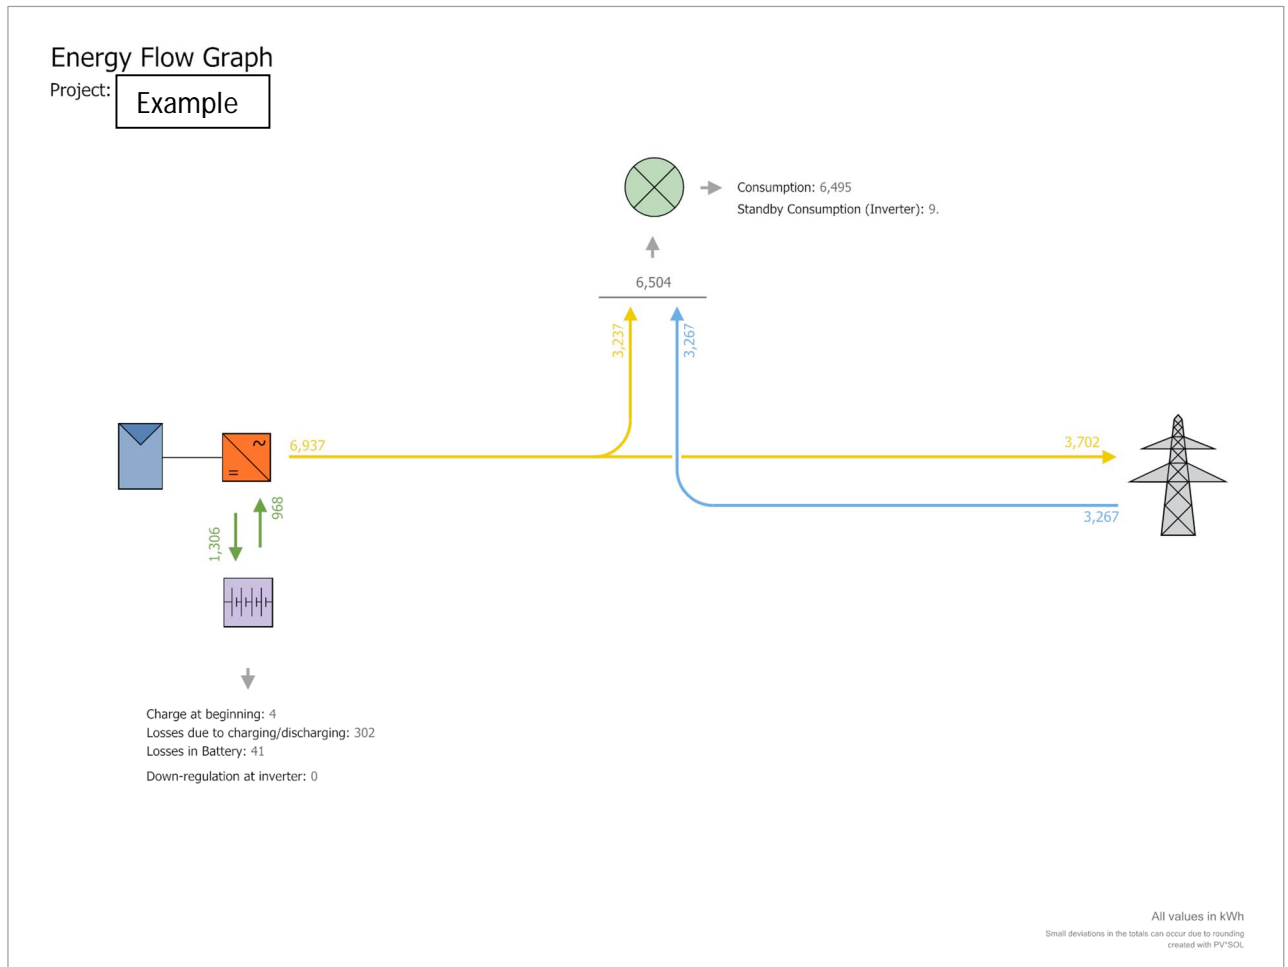 Energy Flow Graph
Project: Example
Consumption: 6,495
Standby Consumption (Inverter): 9.
6,504
3,237
3,267
6,937
3,702
3,267
1,306
968
Charge at beginning: 4
Losses due to charging/discharging: 302
Losses in Battery: 41
Down-regulation at inverter: 0
All values in kWh
Small deviations in the totals can occur due to rounding
created with PV*SOL